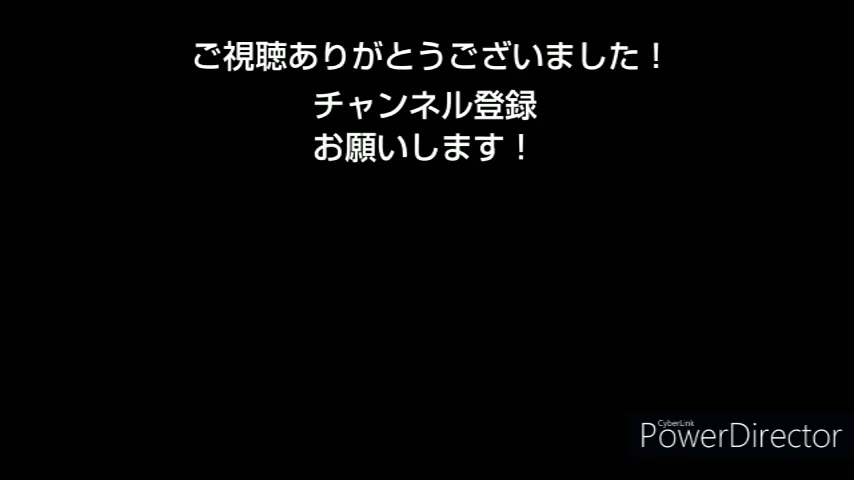 ご視聴ありがとうございました！
チャンネル登録
お願いします！
CyberLink
PowerDirector